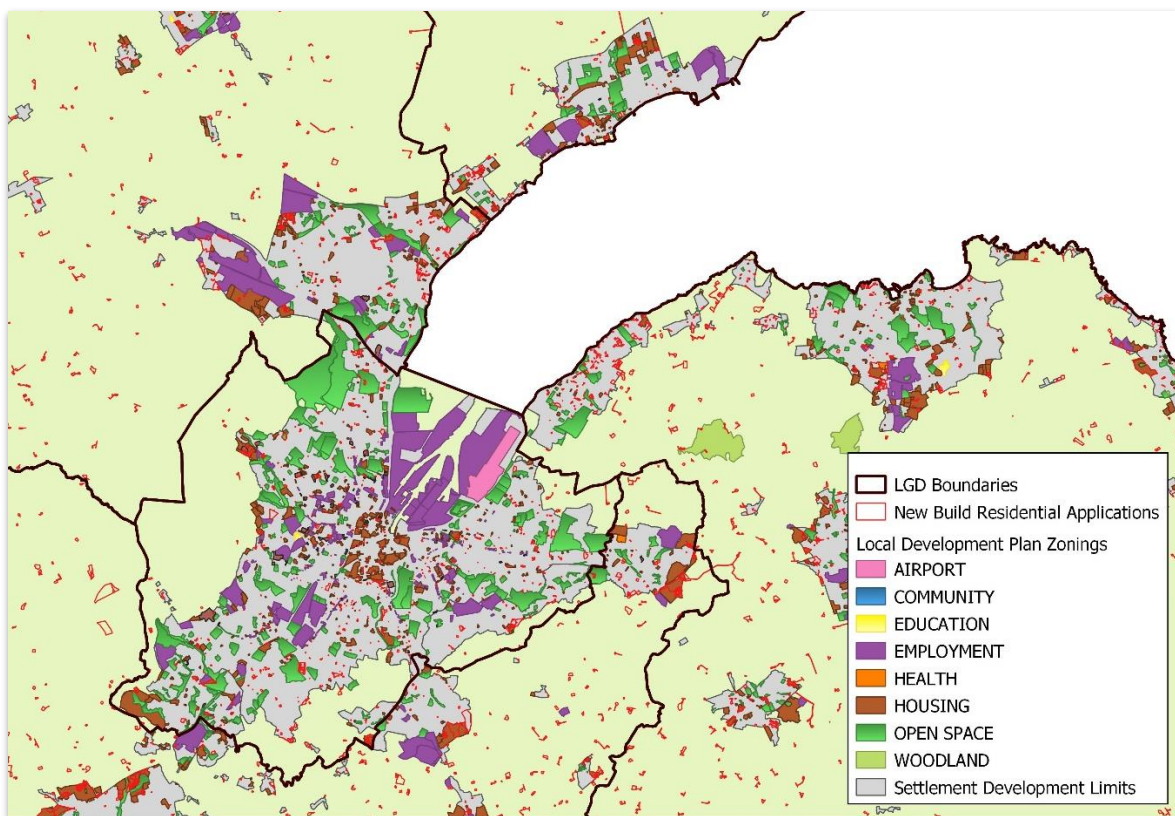 LGD Boundaries
New Build Residential Applications
Local Development Plan Zonings
AIRPORT
COMMUNITY
EDUCATION
EMPLOYMENT
HEALTH
HOUSING
OPEN SPACE
WOODLAND
Settlement Development Limits